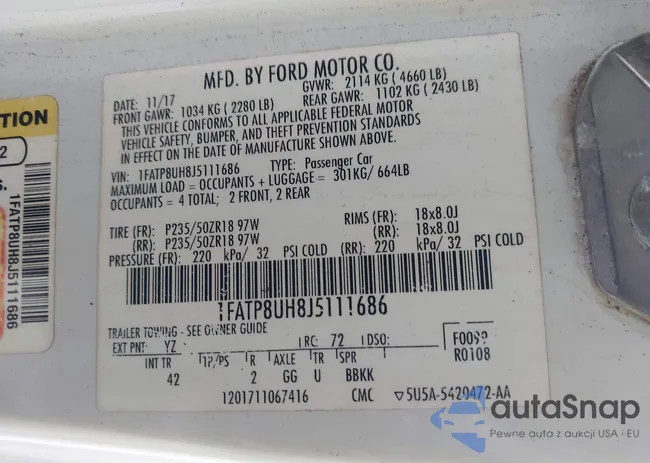 MFD. BY FORD MOTOR CO.
DATE: 11/17
GVWR: 2114 KG ( 4660 LB)
FRONT GAWR: 1034 KG ( 2280 LB)
REAR GAWR: 1102 KG ( 2430 LB)
THIS VEHICLE CONFORMS TO ALL APPLICABLE FEDERAL MOTOR
VEHICLE SAFETY, BUMPER, AND THEFT PREVENTION STANDARDS
IN EFFECT ON THE DATE OF MANUFACTURE SHOWN ABOVE.
VIN: 1FATP8UH8J5111686 TYPE: Passenger Car
MAXIMUM LOAD = OCCUPANTS + LUGGAGE = 301KG/ 664LB
OCCUPANTS = 4 TOTAL; 2 FRONT, 2 REAR
TIRE (FR): P235/50ZR18 97W RIMS (FR): 18x8.0J
(RR): P235/50ZR18 97W (RR): 18x8.0J
PRESSURE (FR): 220 kPa/ 32 PSI COLD (RR) 220 kPa/ 32 PSI COLD
1FATP8UH8J5111686
TRAILER TOWING - SEE OWNER GUIDE
EXT PNT: YZ RC: 72 DSO: F0099
R0108
INT TR TP/PS R AXLE TR SPR
42 2 GG U BBKK
1201711067416 CMC ▽5U5A-5420472-AA
TION
2
S.
1FATP8UH8J5111686
autaSnap
Pewne auta z aukcji USA i EU